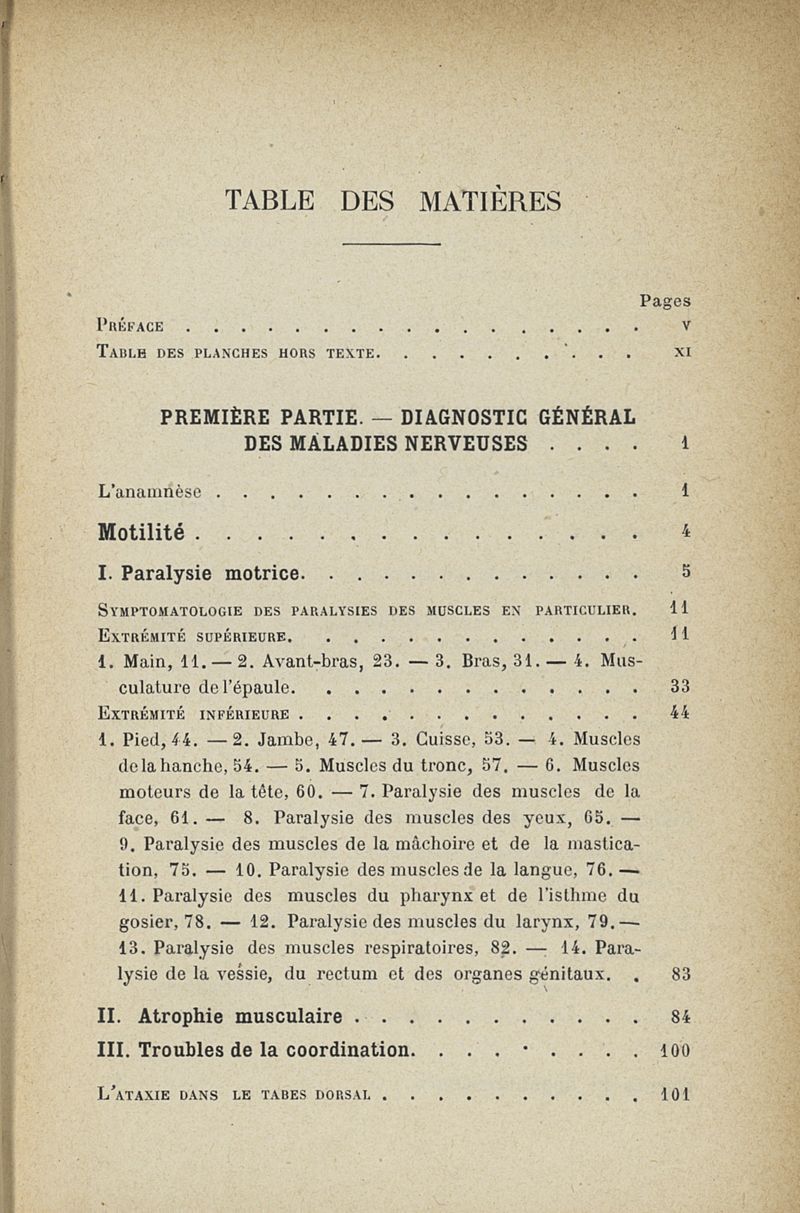 TABLE DES MATIÈRES
Pages
PRÉFACE . . . . . . . . . . . . . . . . . V
TABLE DES PLANCHES HORS TEXTE. . . . . . . . . . XI
PREMIÈRE PARTIE. — DIAGNOSTIC GÉNÉRAL
DES MALADIES NERVEUSES . . . . 1
L'anamnèse . . . . . . . . . . . . . . . . 1
Motilité . . . . . . . . . . . . . . . 4
I. Paralysie motrice. . . . . . . . . . . . . . 5
SYMPTOMATOLOGIE DES PARALYSIES DES MUSCLES EN PARTICULIER. 11
EXTRÉMITÉ SUPÉRIEURE. . . . . . . . . . . . . 11
1. Main, 11. — 2. Avant-bras, 23. — 3. Bras, 31. — 4. Mus-
culature de l'épaule. . . . . . . . . . . . . 33
EXTRÉMITÉ INFÉRIEURE . . . . . . . . . . . . . 44
1. Pied, 44. — 2. Jambe, 47. — 3. Cuisse, 53. — 4. Muscles
de la hanche, 54. — 5. Muscles du tronc, 57. — 6. Muscles
moteurs de la tête, 60. — 7. Paralysie des muscles de la
face, 61. — 8. Paralysie des muscles des yeux, 65. —
9. Paralysie des muscles de la mâchoire et de la mastica-
tion, 75. — 10. Paralysie des muscles de la langue, 76. —
11. Paralysie des muscles du pharynx et de l'isthme du
gosier, 78. — 12. Paralysie des muscles du larynx, 79. —
13. Paralysie des muscles respiratoires, 82. — 14. Para-
lysie de la vessie, du rectum et des organes génitaux. . 83
II. Atrophie musculaire . . . . . . . . . . . 84
III. Troubles de la coordination. . . . . . . . . 100
L'ATAXIE DANS LE TABES DORSAL . . . . . . . . . . 101